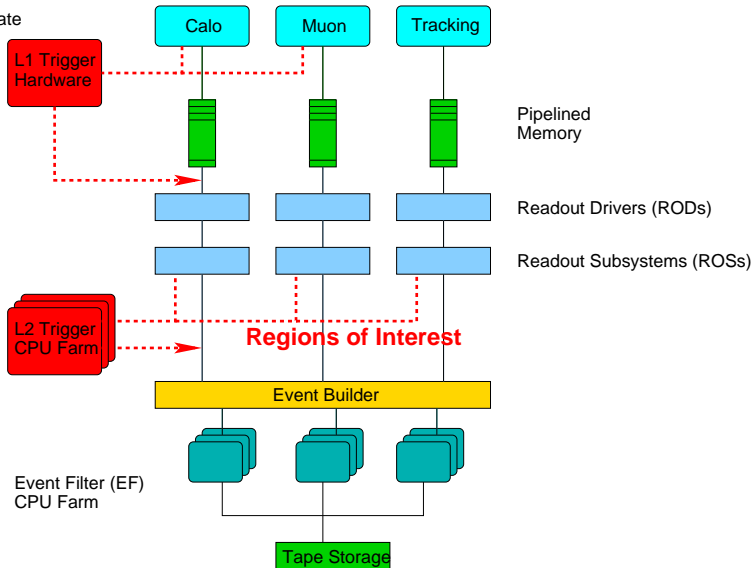 ate
Calo
Muon
Tracking
L1 Trigger
Hardware
Pipelined
Memory
Readout Drivers (RODs)
Readout Subsystems (ROSs)
L2 Trigger
CPU Farm
Regions of Interest
Event Builder
Event Filter (EF)
CPU Farm
Tape Storage